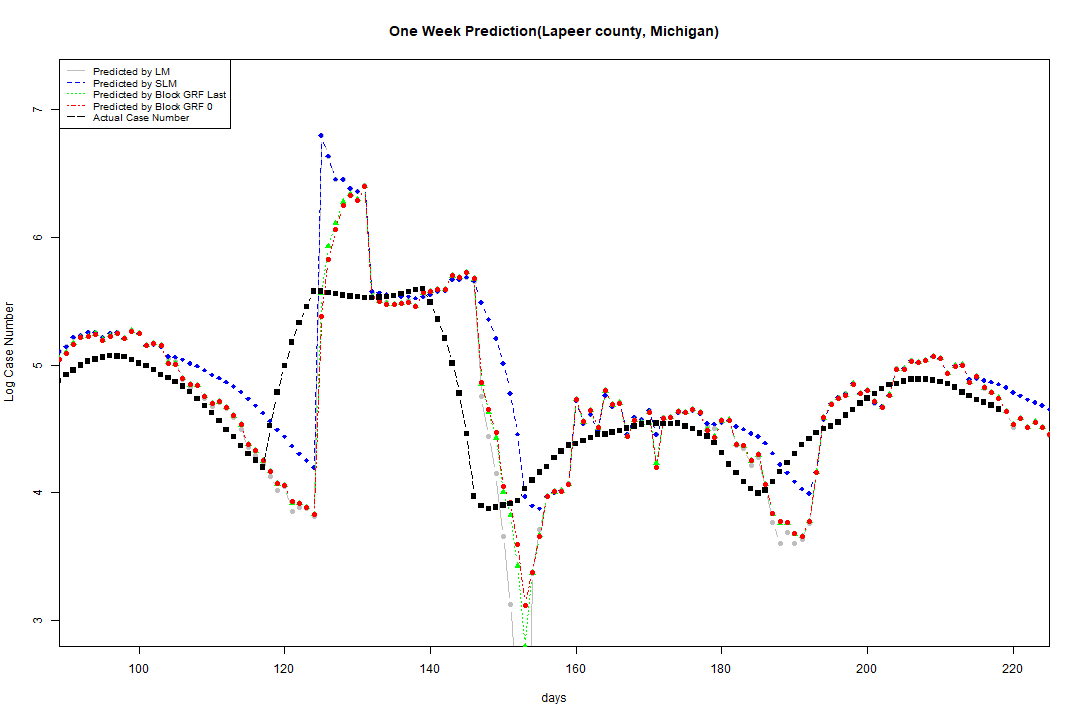 One Week Prediction(Lapeer county, Michigan)
Predicted by LM
Predicted by SLM
Predicted by Block GRF Last
Predicted by Block GRF 0
Actual Case Number
Log Case Number
7
6
5
4
3
100 120 140 160 180 200 220
days